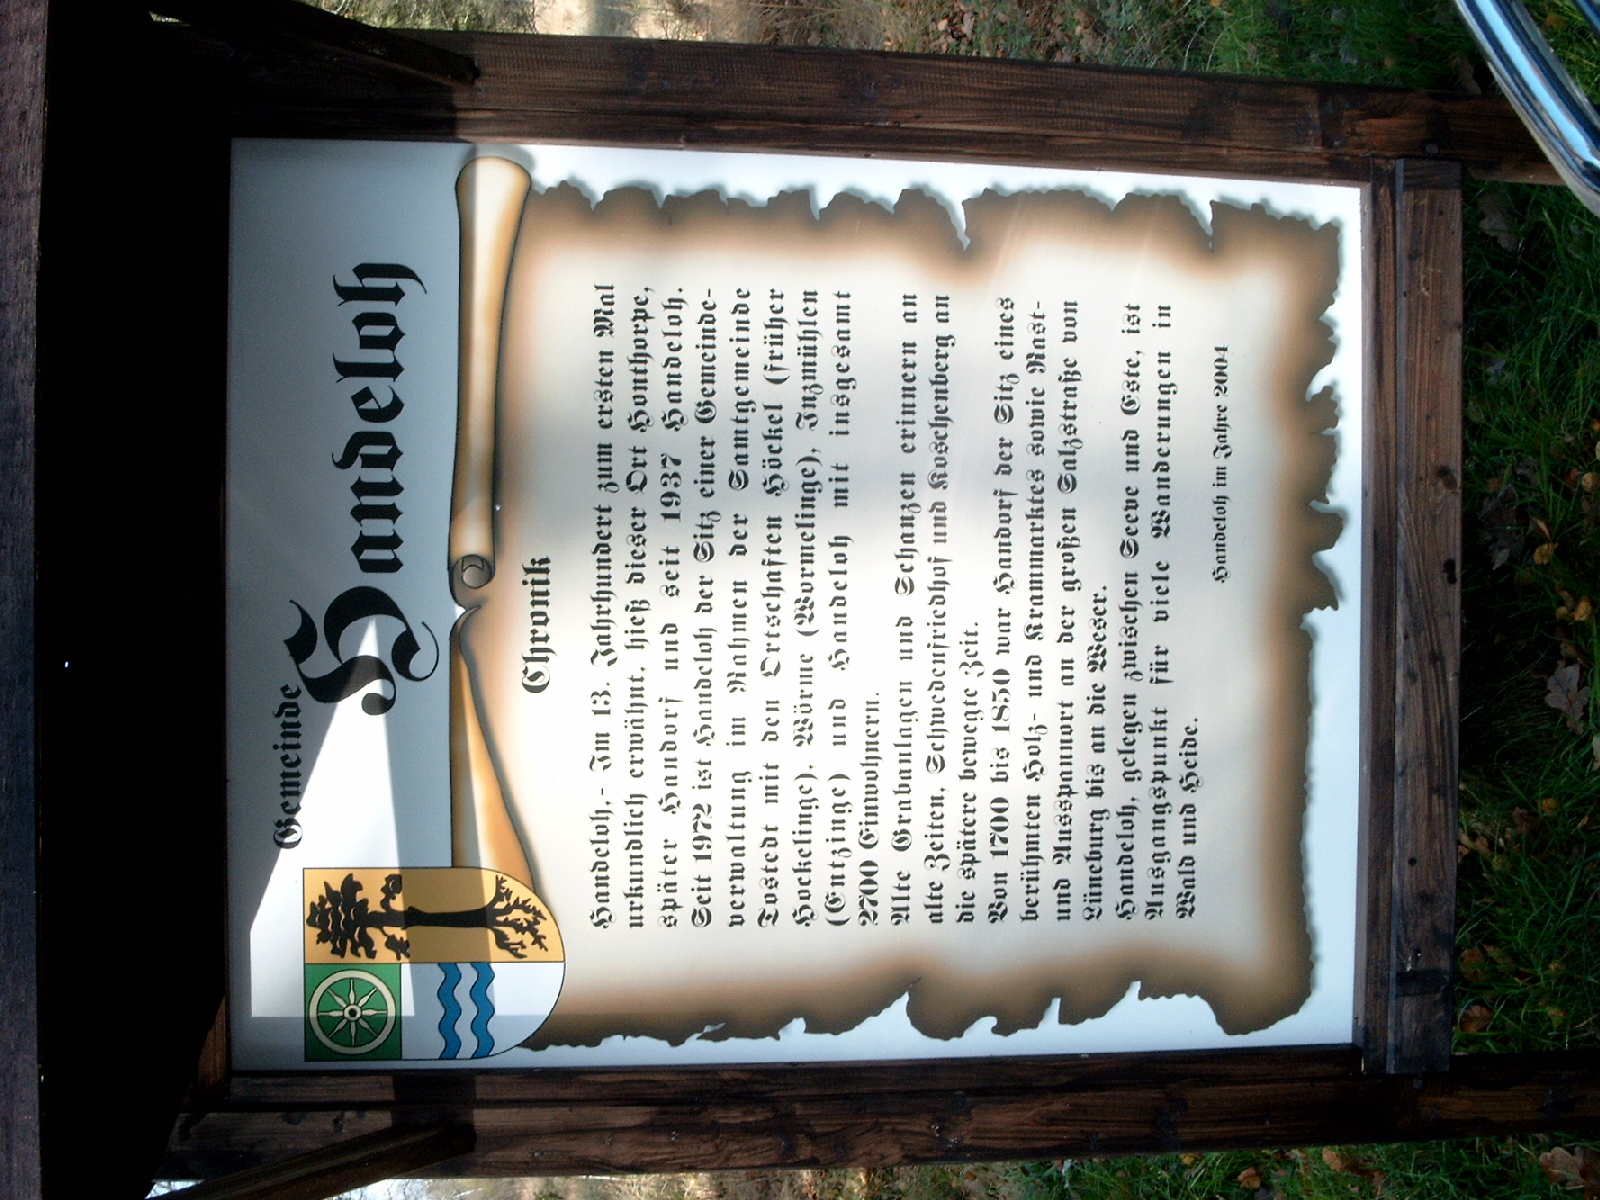 Gemeinde
Handeloh
Chronik
Handeloh,- Im 13. Jahrhundert zum ersten Mal
urkundlich erwähnt, hieß dieser Ort Honthorpe,
später Handorf und seit 1937 Handeloh.
Seit 1972 ist Handeloh der Sitz einer Gemeinde-
verwaltung im Rahmen der Samtgemeinde
Tostedt mit den Ortschaften Höckel (früher
Hockelinge), Wörme (Wormelinge), Inzmühlen
(Entzinge) und Handeloh mit insgesamt
2700 Einwohnern.
Alte Grabanlagen und Schanzen erinnern an
alte Zeiten, Schwedenfriedhof und Koschenberg an
die spätere bewegte Zeit.
Von 1700 bis 1850 war Handorf der Sitz eines
berühmten Holz- und Krammarktes sowie Rast-
und Ausspannort an der großen Salzstraße von
Lüneburg bis an die Weser.
Handeloh, gelegen zwischen Seeve und Este, ist
Ausgangspunkt für viele Wanderungen in
Wald und Heide.
Handeloh im Jahre 2004